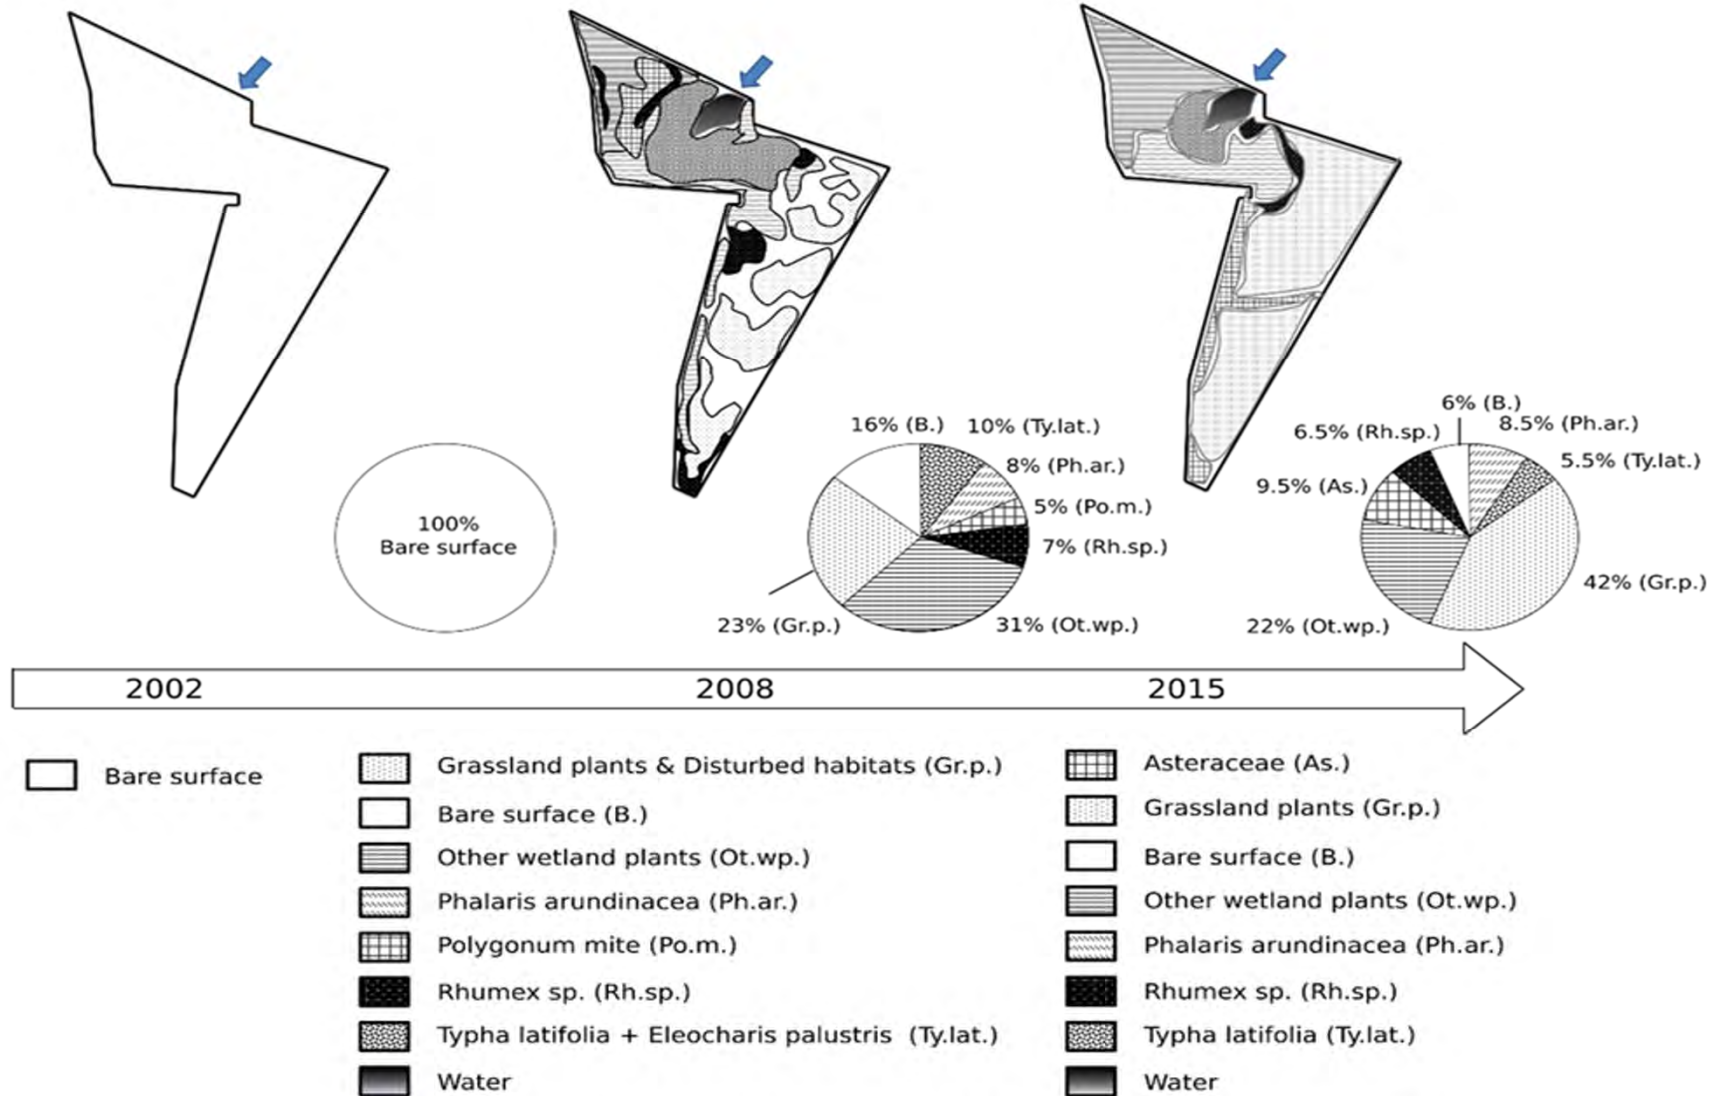 100%
Bare surface
16% (B.)
10% (Ty.lat.)
8% (Ph.ar.)
5% (Po.m.)
7% (Rh.sp.)
31% (Ot.wp.)
23% (Gr.p.)
6% (B.)
8.5% (Ph.ar.)
6.5% (Rh.sp.)
5.5% (Ty.lat.)
9.5% (As.)
42% (Gr.p.)
22% (Ot.wp.)
2002
2008
2015
Bare surface
Grassland plants & Disturbed habitats (Gr.p.)
Bare surface (B.)
Other wetland plants (Ot.wp.)
Phalaris arundinacea (Ph.ar.)
Polygonum mite (Po.m.)
Rhumex sp. (Rh.sp.)
Typha latifolia + Eleocharis palustris (Ty.lat.)
Water
Asteraceae (As.)
Grassland plants (Gr.p.)
Bare surface (B.)
Other wetland plants (Ot.wp.)
Phalaris arundinacea (Ph.ar.)
Rhumex sp. (Rh.sp.)
Typha latifolia (Ty.lat.)
Water